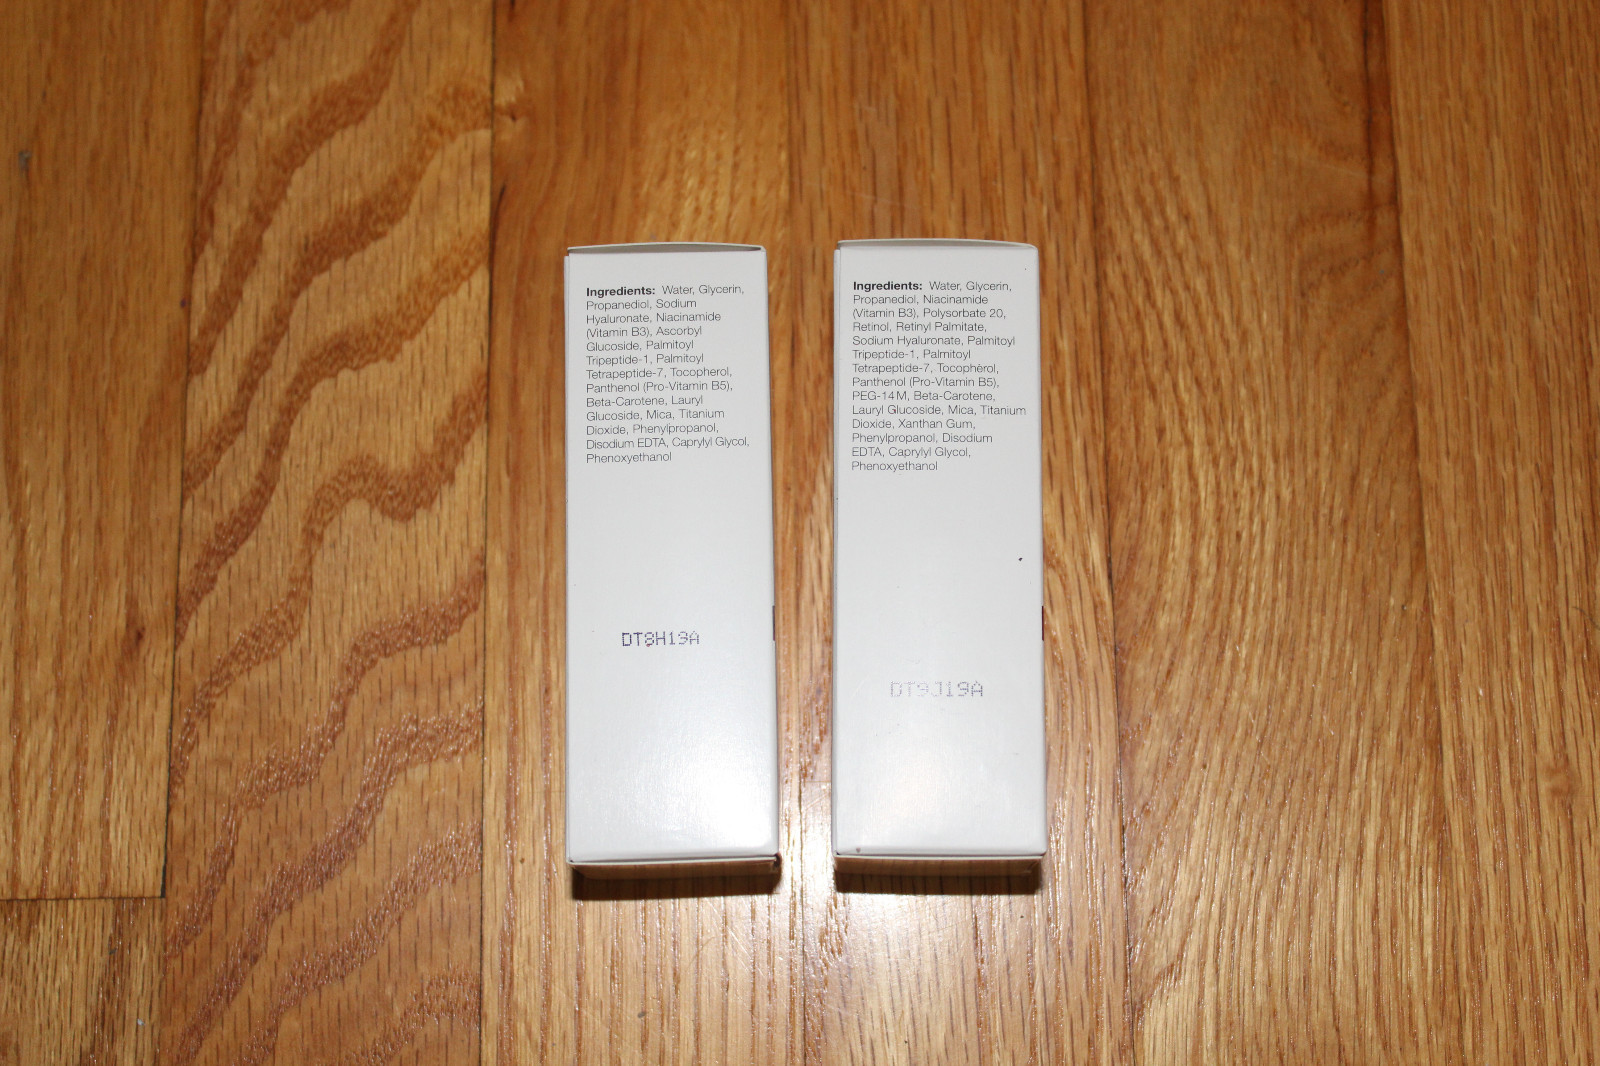 Ingredients: Water, Glycerin,
Propanediol, Sodium
Hyaluronate, Niacinamide
(Vitamin B3), Ascorbyl
Glucoside, Palmitoyl
Tripeptide-1, Palmitoyl
Tetrapeptide-7, Tocopherol,
Panthenol (Pro-Vitamin B5),
Beta-Carotene, Lauryl
Glucoside, Mica, Titanium
Dioxide, Phenylpropanol,
Disodium EDTA, Caprylyl Glycol,
Phenoxyethanol
DT8H19A
Ingredients: Water, Glycerin,
Propanediol, Niacinamide
(Vitamin B3), Polysorbate 20,
Retinol, Retinyl Palmitate,
Sodium Hyaluronate, Palmitoyl
Tripeptide-1, Palmitoyl
Tetrapeptide-7, Tocopherol,
Panthenol (Pro-Vitamin B5),
PEG-14 M, Beta-Carotene,
Lauryl Glucoside, Mica, Titanium
Dioxide, Xanthan Gum,
Phenylpropanol, Disodium
EDTA, Caprylyl Glycol,
Phenoxyethanol
DT9J19A